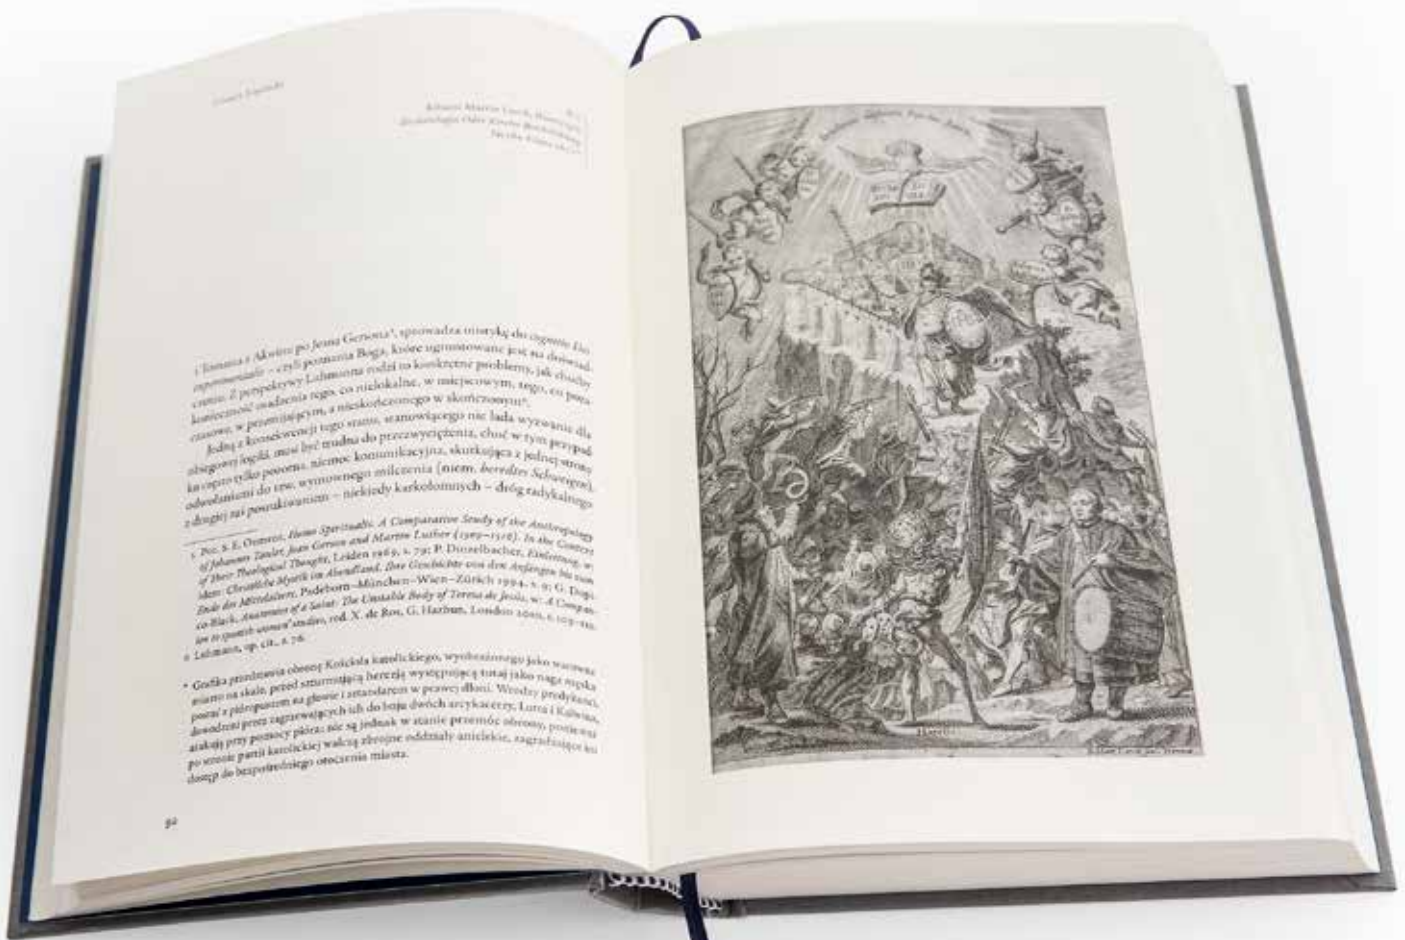 z Tomasza z Akwinu po Jeana Gersona⁵, sprowadza mistykę do cognitio Dei
experimentalis – czyli poznania Boga, które ugruntowane jest na doświad-
czeniu. Z perspektywy Luhmanna rodzi to konkretne problemy, jak choćby
konieczność osadzenia tego, co nielokalne, w miejscowym, tego, co poza-
czasowe, w przemijającym, a nieskończonego w skończonym⁶.
Jedną z konsekwencji tego stanu, stanowiącego nie lada wyzwanie dla
obiegowej logiki, musi być trudna do przezwyciężenia, choć w tym przypad-
ku często tylko pozorna, niemoc komunikacyjna, skutkująca z jednej strony
odwołaniami do tzw. wymownego milczenia (niem. beredtes Schweigen),
z drugiej zaś poszukiwaniem – niekiedy karkołomnych – dróg radykalnego
5 Por. S. E. Ozment, Homo Spiritualis. A Comparative Study of the Anthropology
of Johannes Tauler, Jean Gerson and Martin Luther (1509–1516). In the Context
of Their Theological Thought, Leiden 1969, s. 79; P. Dinzelbacher, Einleitung, w:
idem: Christliche Mystik im Abendland. Ihre Geschichte von den Anfängen bis zum
Ende des Mittelalters, Paderborn–München–Wien–Zürich 1994, s. 9; G. Dopi-
co-Black, Anatomies of a Saint: The Unstable Body of Teresa de Jesús, w: A Compan-
ion to spanish women' studies, red. X. de Ros, G. Hazbun, London
6 Luhmann, op. cit., s. 76.
* Grafika przedstawia obronę Kościoła katolickiego, wyobrażonego jako warowne
miasto na skale, przed szturmującą herezją występującą tutaj jako naga męska
postać z pióropuszem na głowie i sztandarem w prawej dłoni. Wrodzy predykanci,
dowodzeni przez zagrzewających ich do boju dwóch arcykacerzy, Lutra i Kalwina,
atakują przy pomocy pióra; nie są jednak w stanie przemóc obrony, ponieważ
po stronie partii katolickiej walczą zbrojne oddziały anielskie, zagradzające im
dostęp do bezpośredniego otoczenia miasta.
92